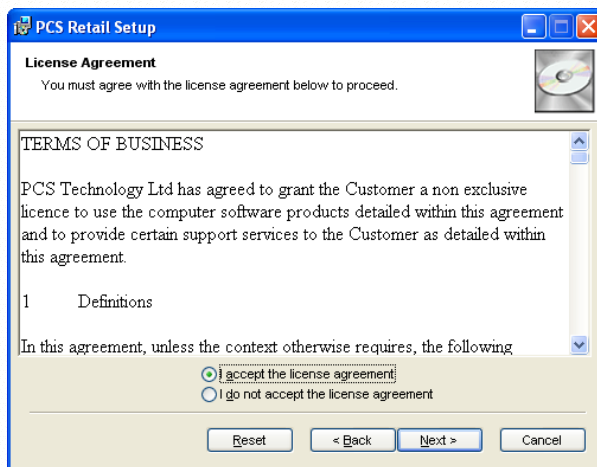 PCS Retail Setup
License Agreement
You must agree with the license agreement below to proceed.
TERMS OF BUSINESS
PCS Technology Ltd has agreed to grant the Customer a non exclusive
licence to use the computer software products detailed within this agreement
and to provide certain support services to the Customer as detailed within
this agreement.
1 Definitions
In this agreement, unless the context otherwise requires, the following
I accept the license agreement
I do not accept the license agreement
Reset < Back Next > Cancel